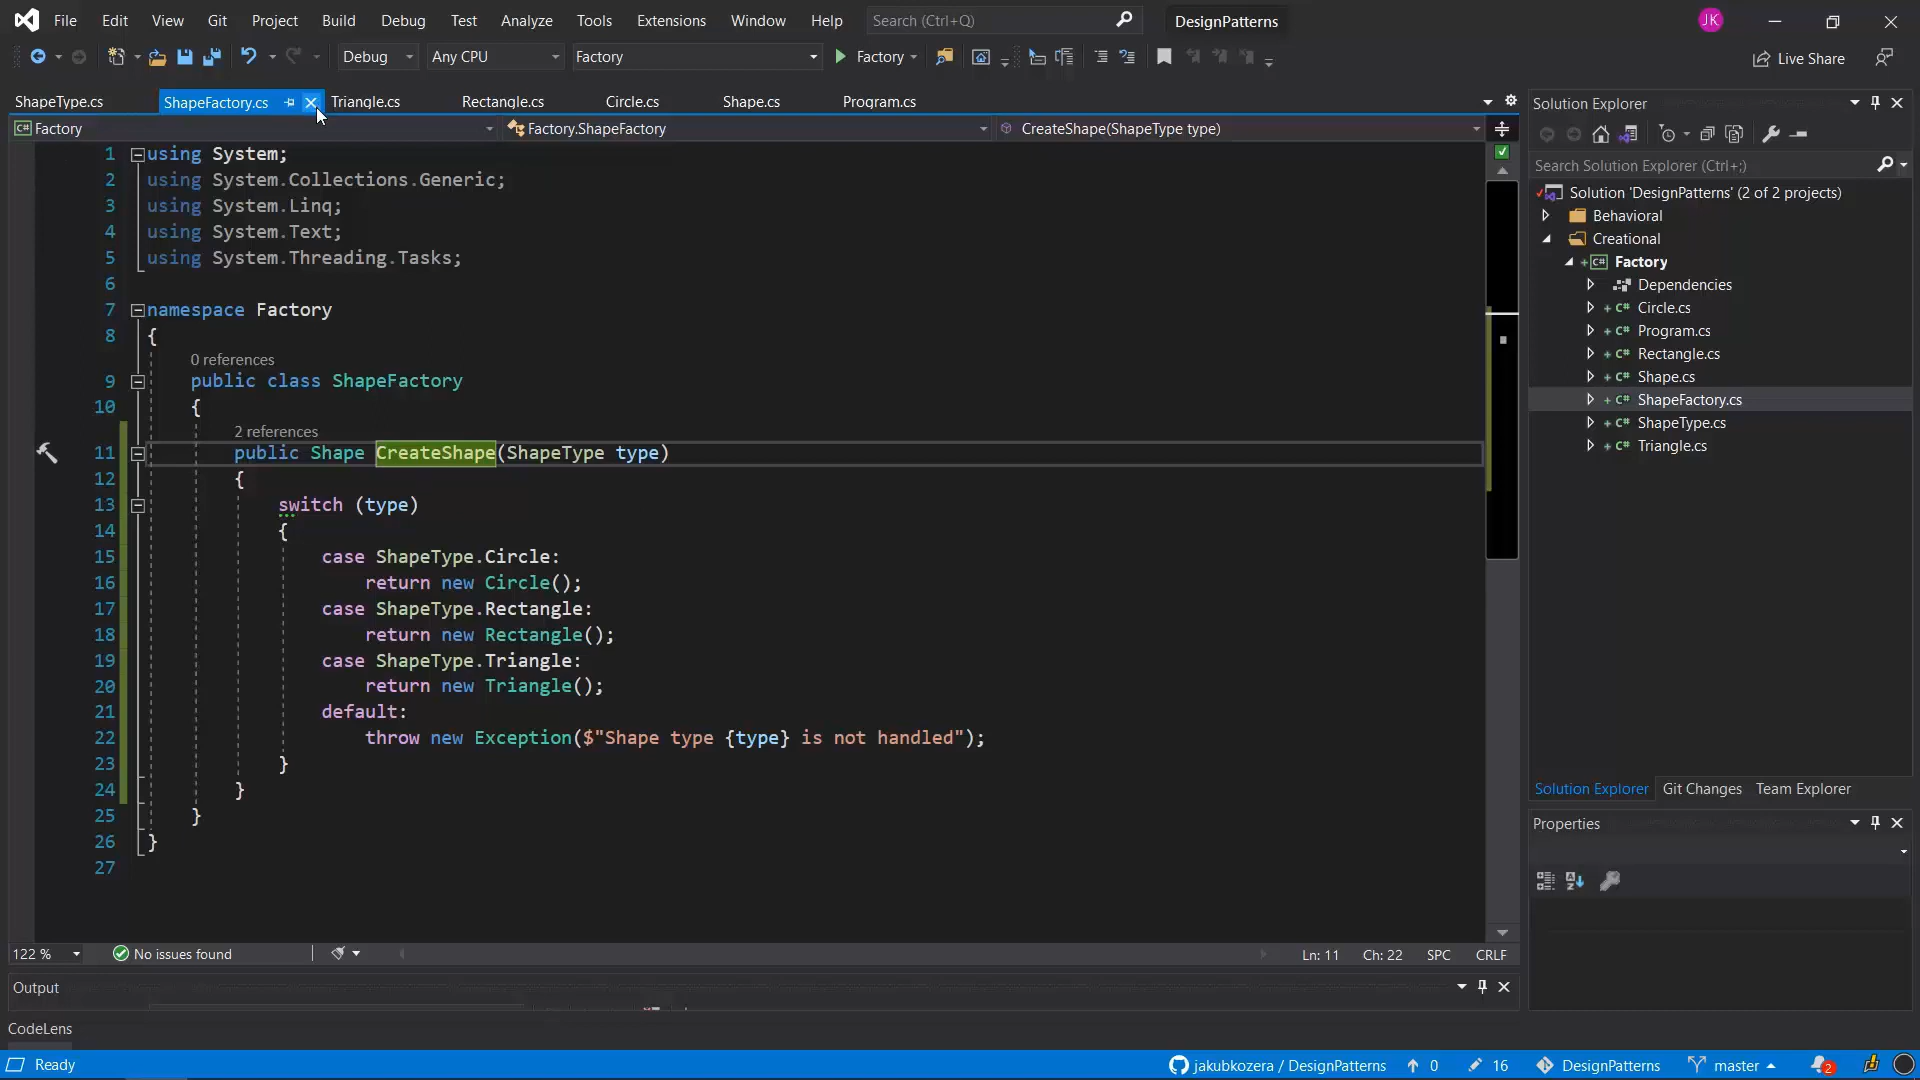 File Edit View Git Project Build Debug Test Analyze Tools Extensions Window Help Search (Ctrl+Q) DesignPatterns JK
Debug Any CPU Factory Factory Live Share
ShapeType.cs ShapeFactory.cs Triangle.cs Rectangle.cs Circle.cs Shape.cs Program.cs
C# Factory Factory.ShapeFactory CreateShape(ShapeType type)
1 using System;
2 using System.Collections.Generic;
3 using System.Linq;
4 using System.Text;
5 using System.Threading.Tasks;
6
7 namespace Factory
8 {
0 references
9 public class ShapeFactory
10 {
2 references
11 public Shape CreateShape(ShapeType type)
12 {
13 switch (type)
14 {
15 case ShapeType.Circle:
16 return new Circle();
17 case ShapeType.Rectangle:
18 return new Rectangle();
19 case ShapeType.Triangle:
20 return new Triangle();
21 default:
22 throw new Exception($"Shape type {type} is not handled");
23 }
24 }
25 }
26 }
27
122 % No issues found Ln: 11 Ch: 22 SPC CRLF
Output
CodeLens
Solution Explorer
Search Solution Explorer (Ctrl+;)
Solution 'DesignPatterns' (2 of 2 projects)
Behavioral
Creational
+ C# Factory
Dependencies
+ C# Circle.cs
+ C# Program.cs
+ C# Rectangle.cs
+ C# Shape.cs
+ C# ShapeFactory.cs
+ C# ShapeType.cs
+ C# Triangle.cs
Solution Explorer Git Changes Team Explorer
Properties
Ready jakubkozera / DesignPatterns 0 16 DesignPatterns master 2